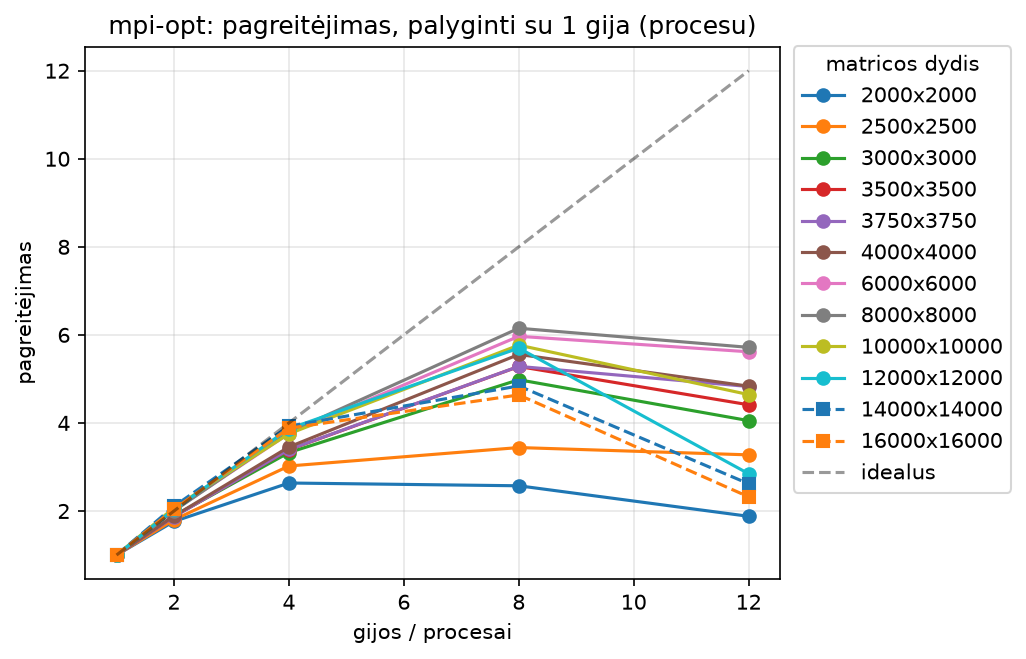 mpi-opt: pagreitėjimas, palyginti su 1 gija (procesu)
12
10
8
6
4
2
pagreitėjimas
2
4
6
8
10
12
gijos / procesai
matricos dydis
2000x2000
2500x2500
3000x3000
3500x3500
3750x3750
4000x4000
6000x6000
8000x8000
10000x10000
12000x12000
14000x14000
16000x16000
idealus